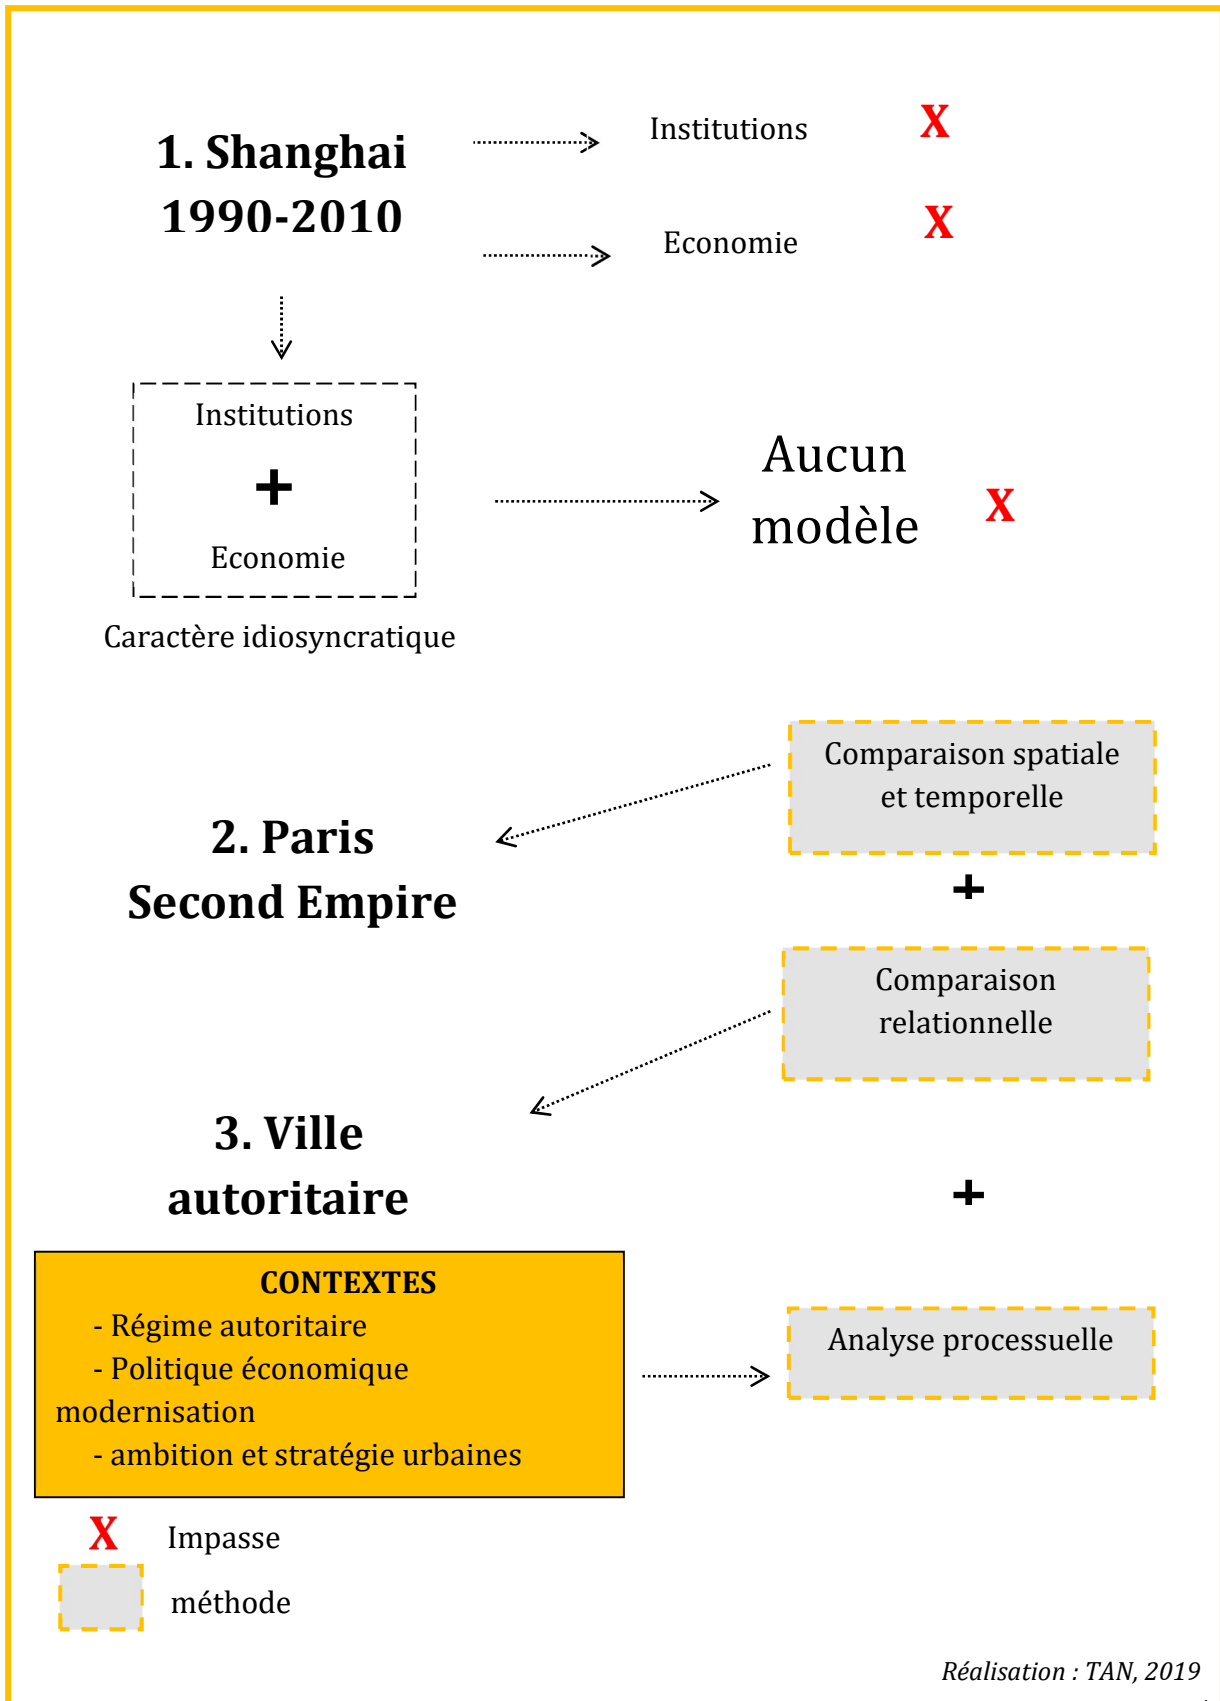 1. Shanghai
1990-2010
Institutions
X
Economie
X
Institutions
+
Economie
Caractère idiosyncratique
Aucun
modèle
X
Comparaison spatiale
et temporelle
2. Paris
Second Empire
+
Comparaison
relationnelle
3. Ville
autoritaire
+
CONTEXTES
- Régime autoritaire
- Politique économique
modernisation
- ambition et stratégie urbaines
Analyse processuelle
X Impasse
méthode
Réalisation : TAN, 2019